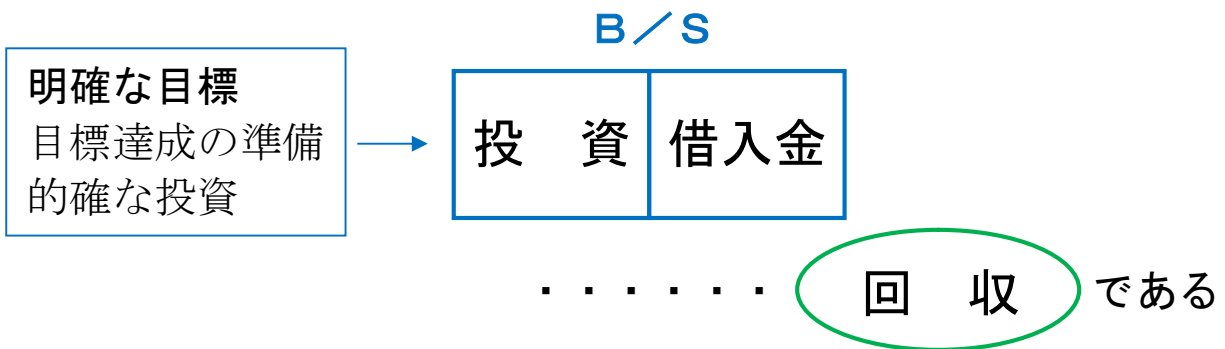 B／S
明確な目標
目標達成の準備
的確な投資
投　資
借入金
・・・・・・
回　収
である